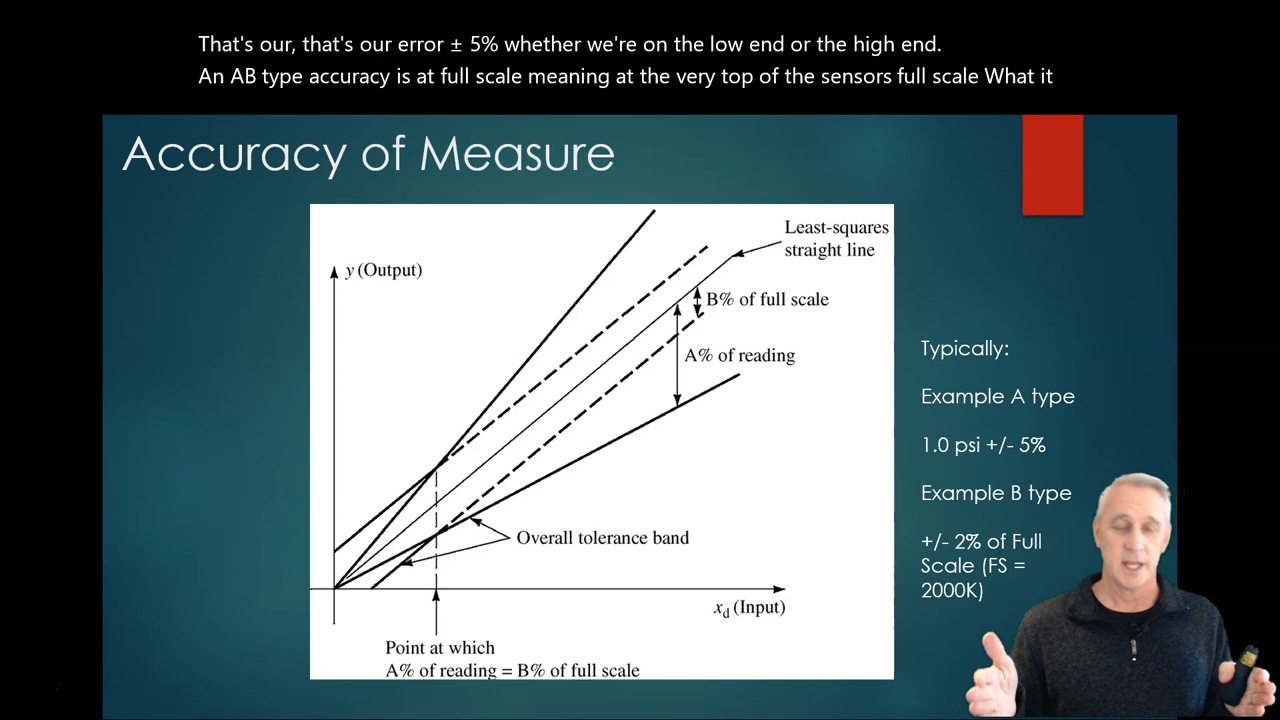 That's our, that's our error ± 5% whether we're on the low end or the high end.
An AB type accuracy is at full scale meaning at the very top of the sensors full scale What it
Accuracy of Measure
Least-squares
straight line
y (Output)
B% of full scale
A% of reading
Overall tolerance band
xd (Input)
Point at which
A% of reading = B% of full scale
Typically:
Example A type
1.0 psi +/- 5%
Example B type
+/- 2% of Full
Scale (FS =
2000K)